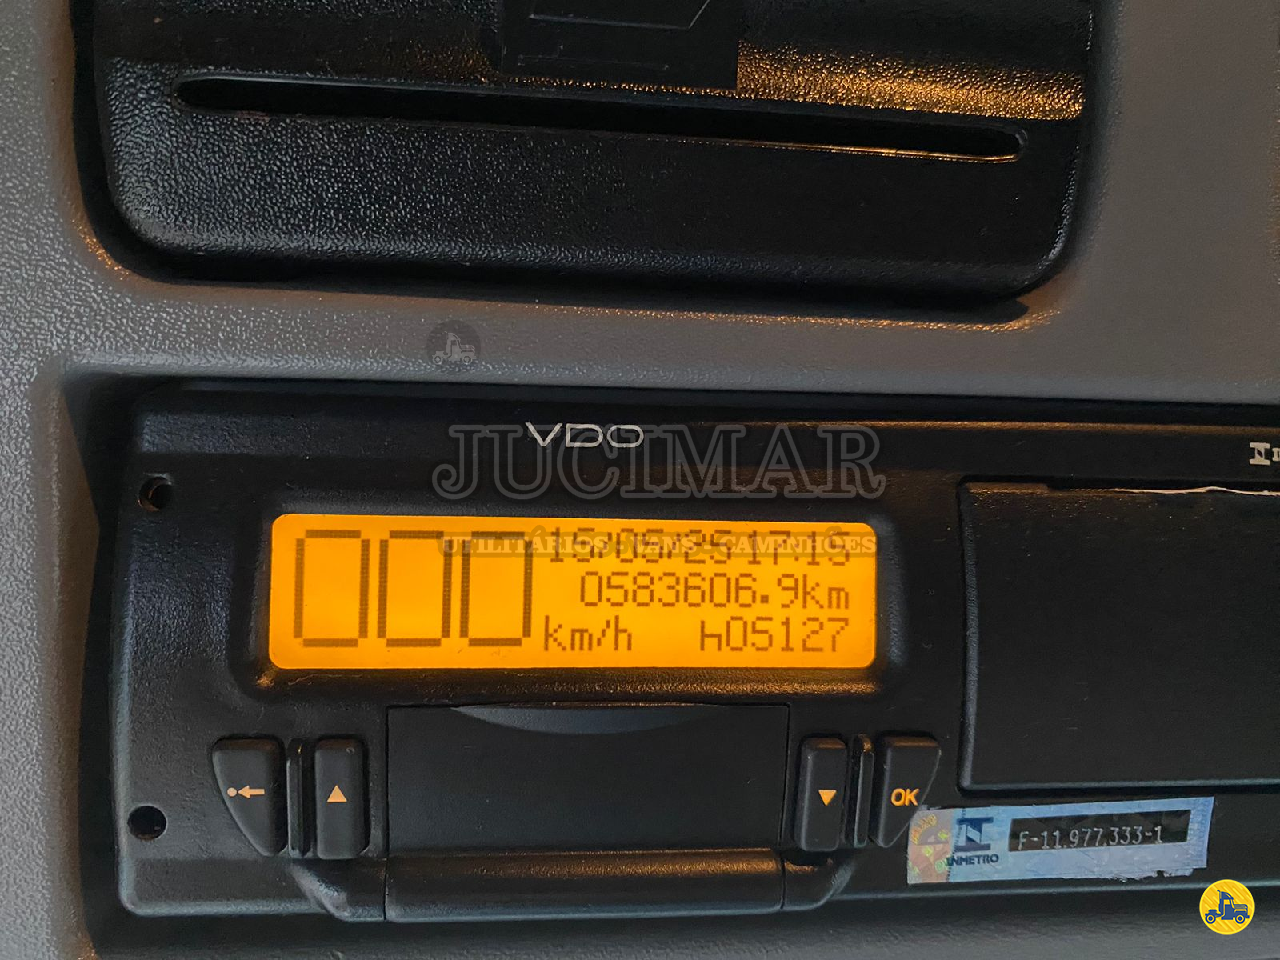 VDO
JUCIMAR
UTILITÁRIOS - VANS - CAMINHÕES
000
0583606.9Km
km/h h05127
OK
INMETRO
F-11.977.333-1